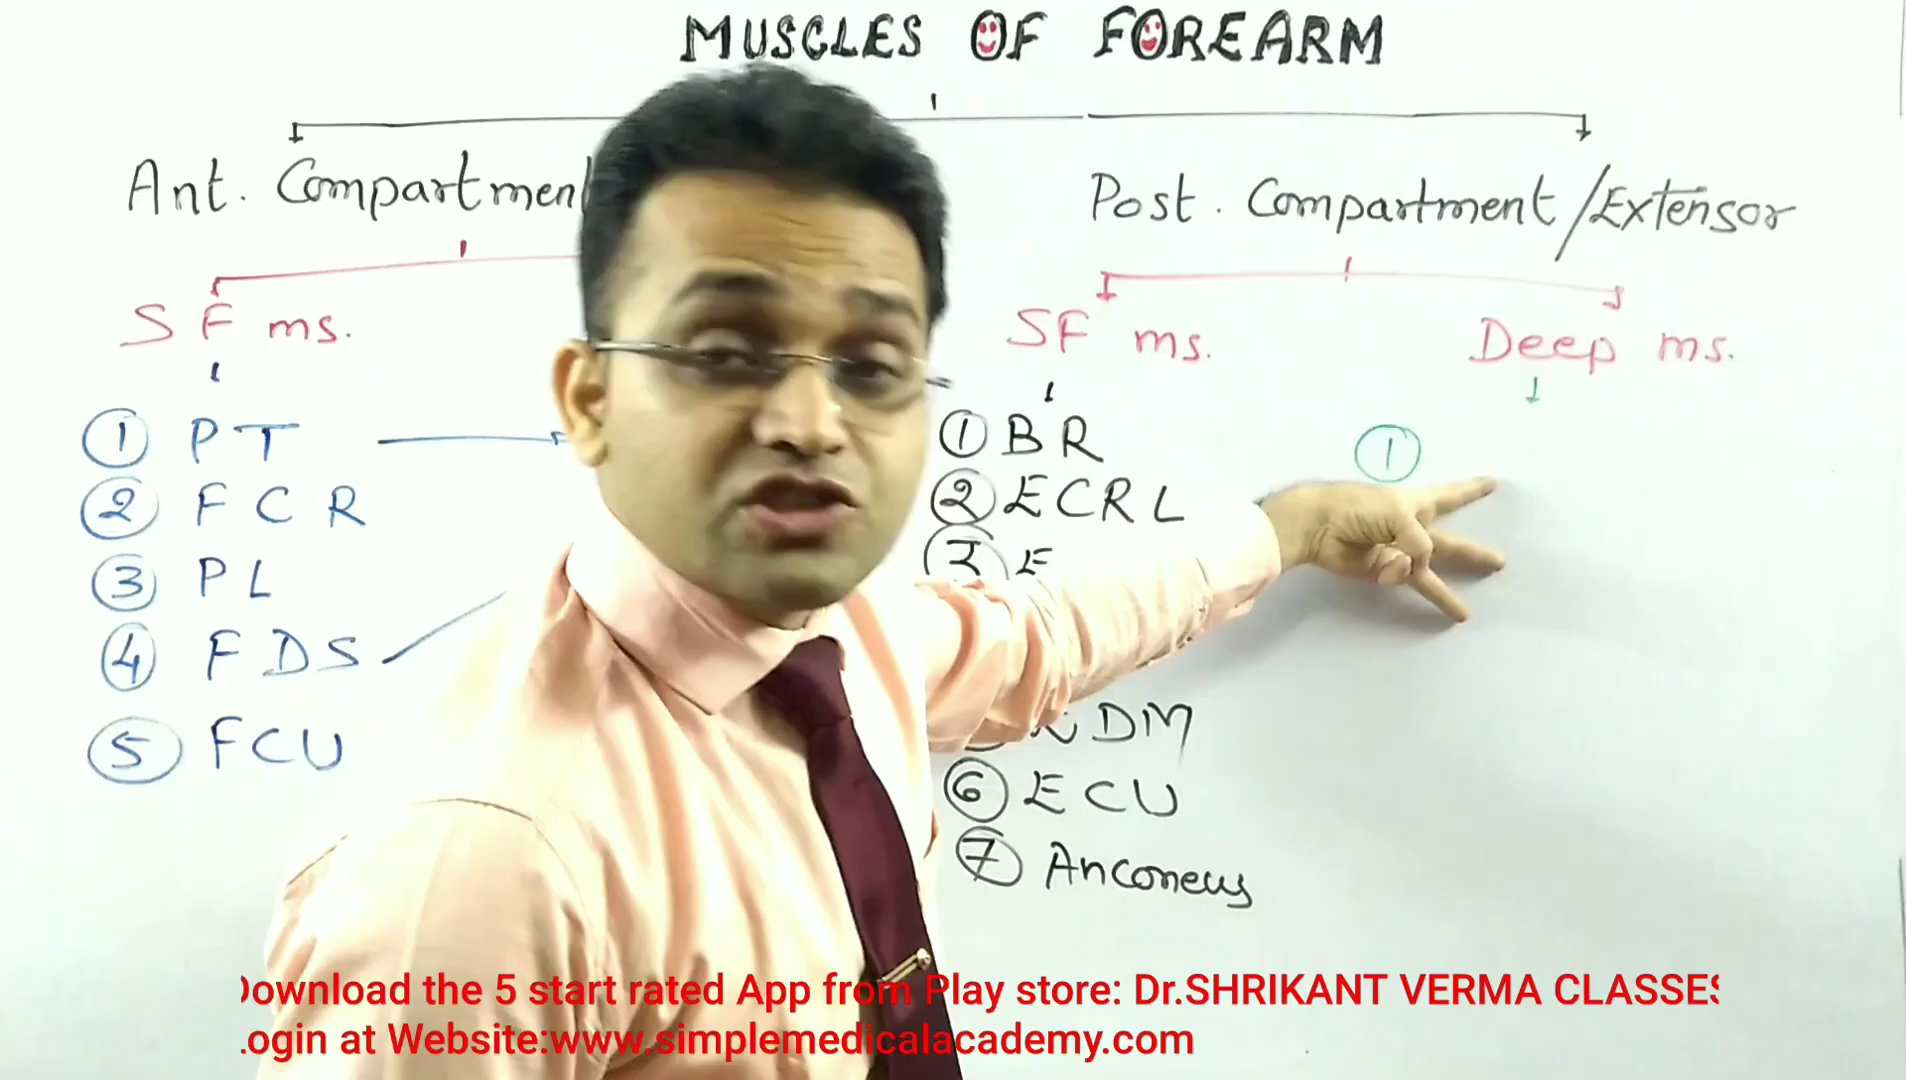 MUSCLES OF FOREARM
Ant. Compartment
Post. Compartment/Extensor
SF ms.
SF ms.
Deep ms.
① PT
② FCR
③ PL
④ FDS
⑤ FCU
① BR
② ECRL
③ E
DM
⑥ ECU
⑦ Anconeus
①
Download the 5 start rated App from Play store: Dr.SHRIKANT VERMA CLASSES
Login at Website:www.simplemedicalacademy.com